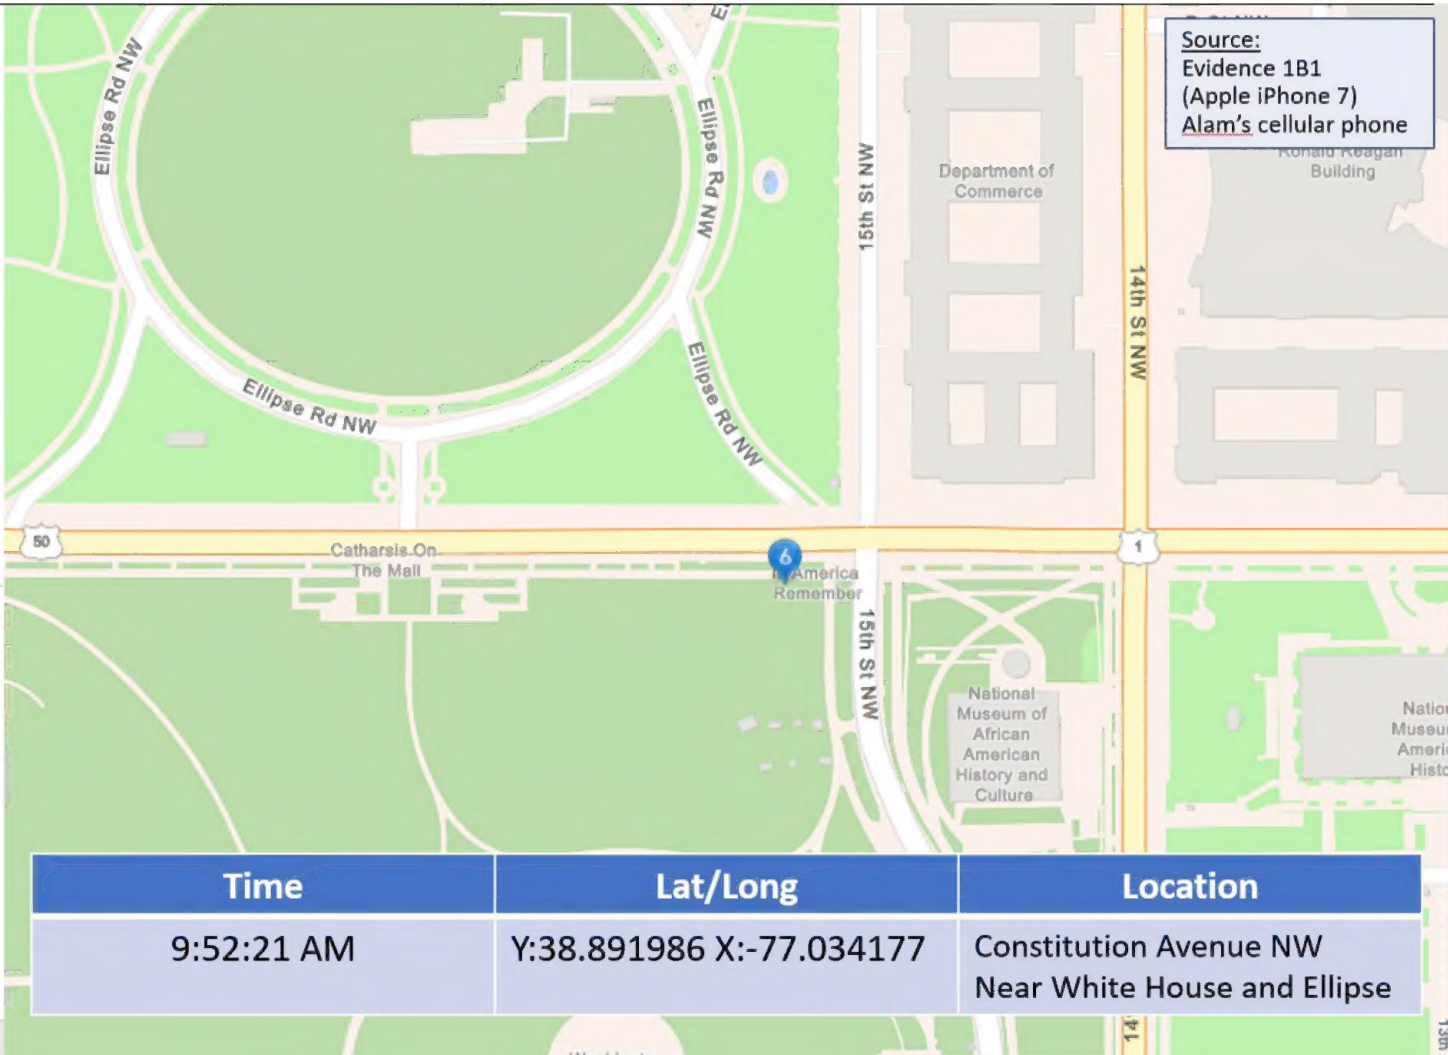 Source:
Evidence 1B1
(Apple iPhone 7)
Alam's cellular phone
Ronald Reagan
Building
Ellipse Rd NW
Ellipse Rd NW
15th St NW
Department of
Commerce
14th St NW
Ellipse Rd NW
Ellipse Rd NW
50
Catharsis On
The Mall
6
America
Remember
1
15th St NW
National
Museum of
African
American
History and
Culture
Time
Lat/Long
Location
9:52:21 AM
Y:38.891986 X:-77.034177
Constitution Avenue NW
Near White House and Ellipse